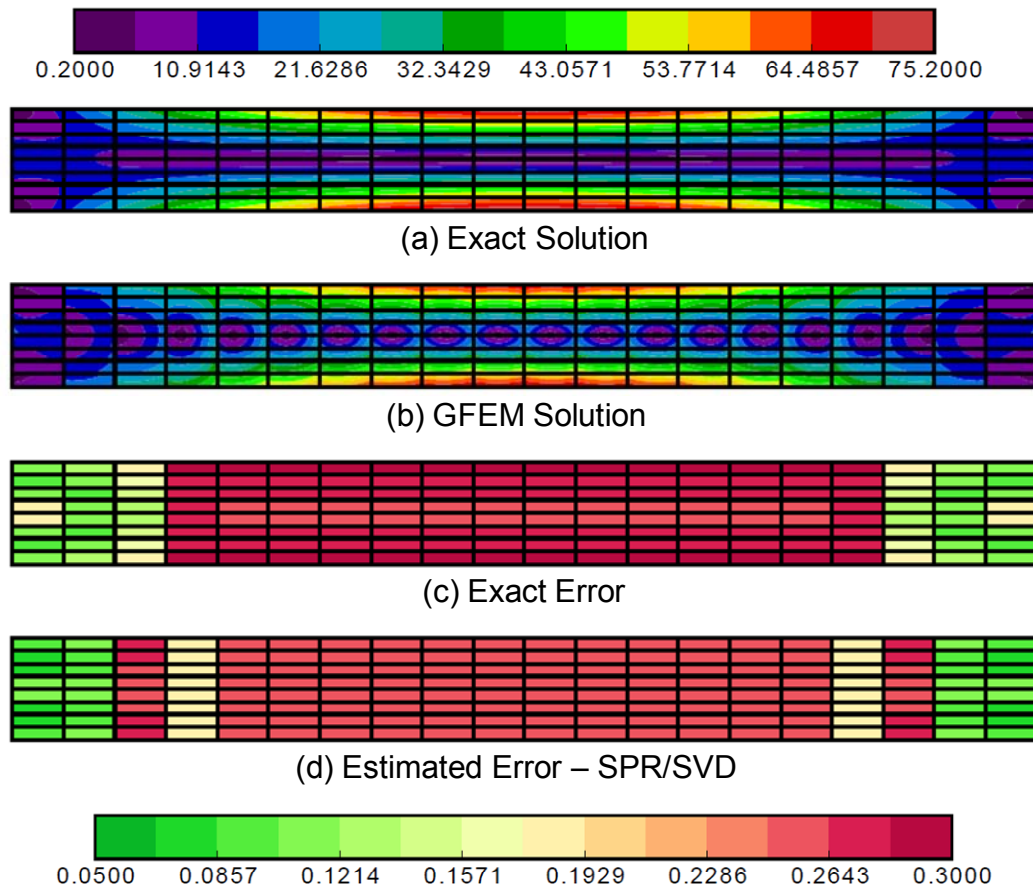 0.2000 10.9143 21.6286 32.3429 43.0571 53.7714 64.4857 75.2000
(a) Exact Solution
(b) GFEM Solution
(c) Exact Error
(d) Estimated Error – SPR/SVD
0.0500 0.0857 0.1214 0.1571 0.1929 0.2286 0.2643 0.3000